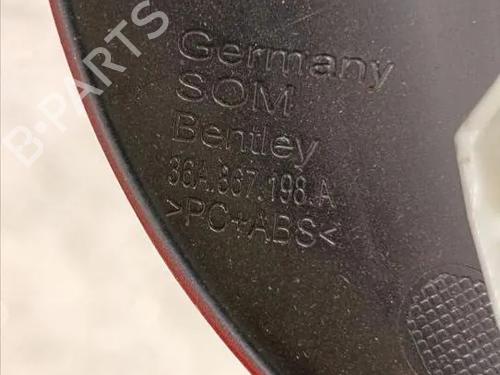 Germany
SOM
Bentley
36A.867.198.A
>PC+ABS<
B-PARTS